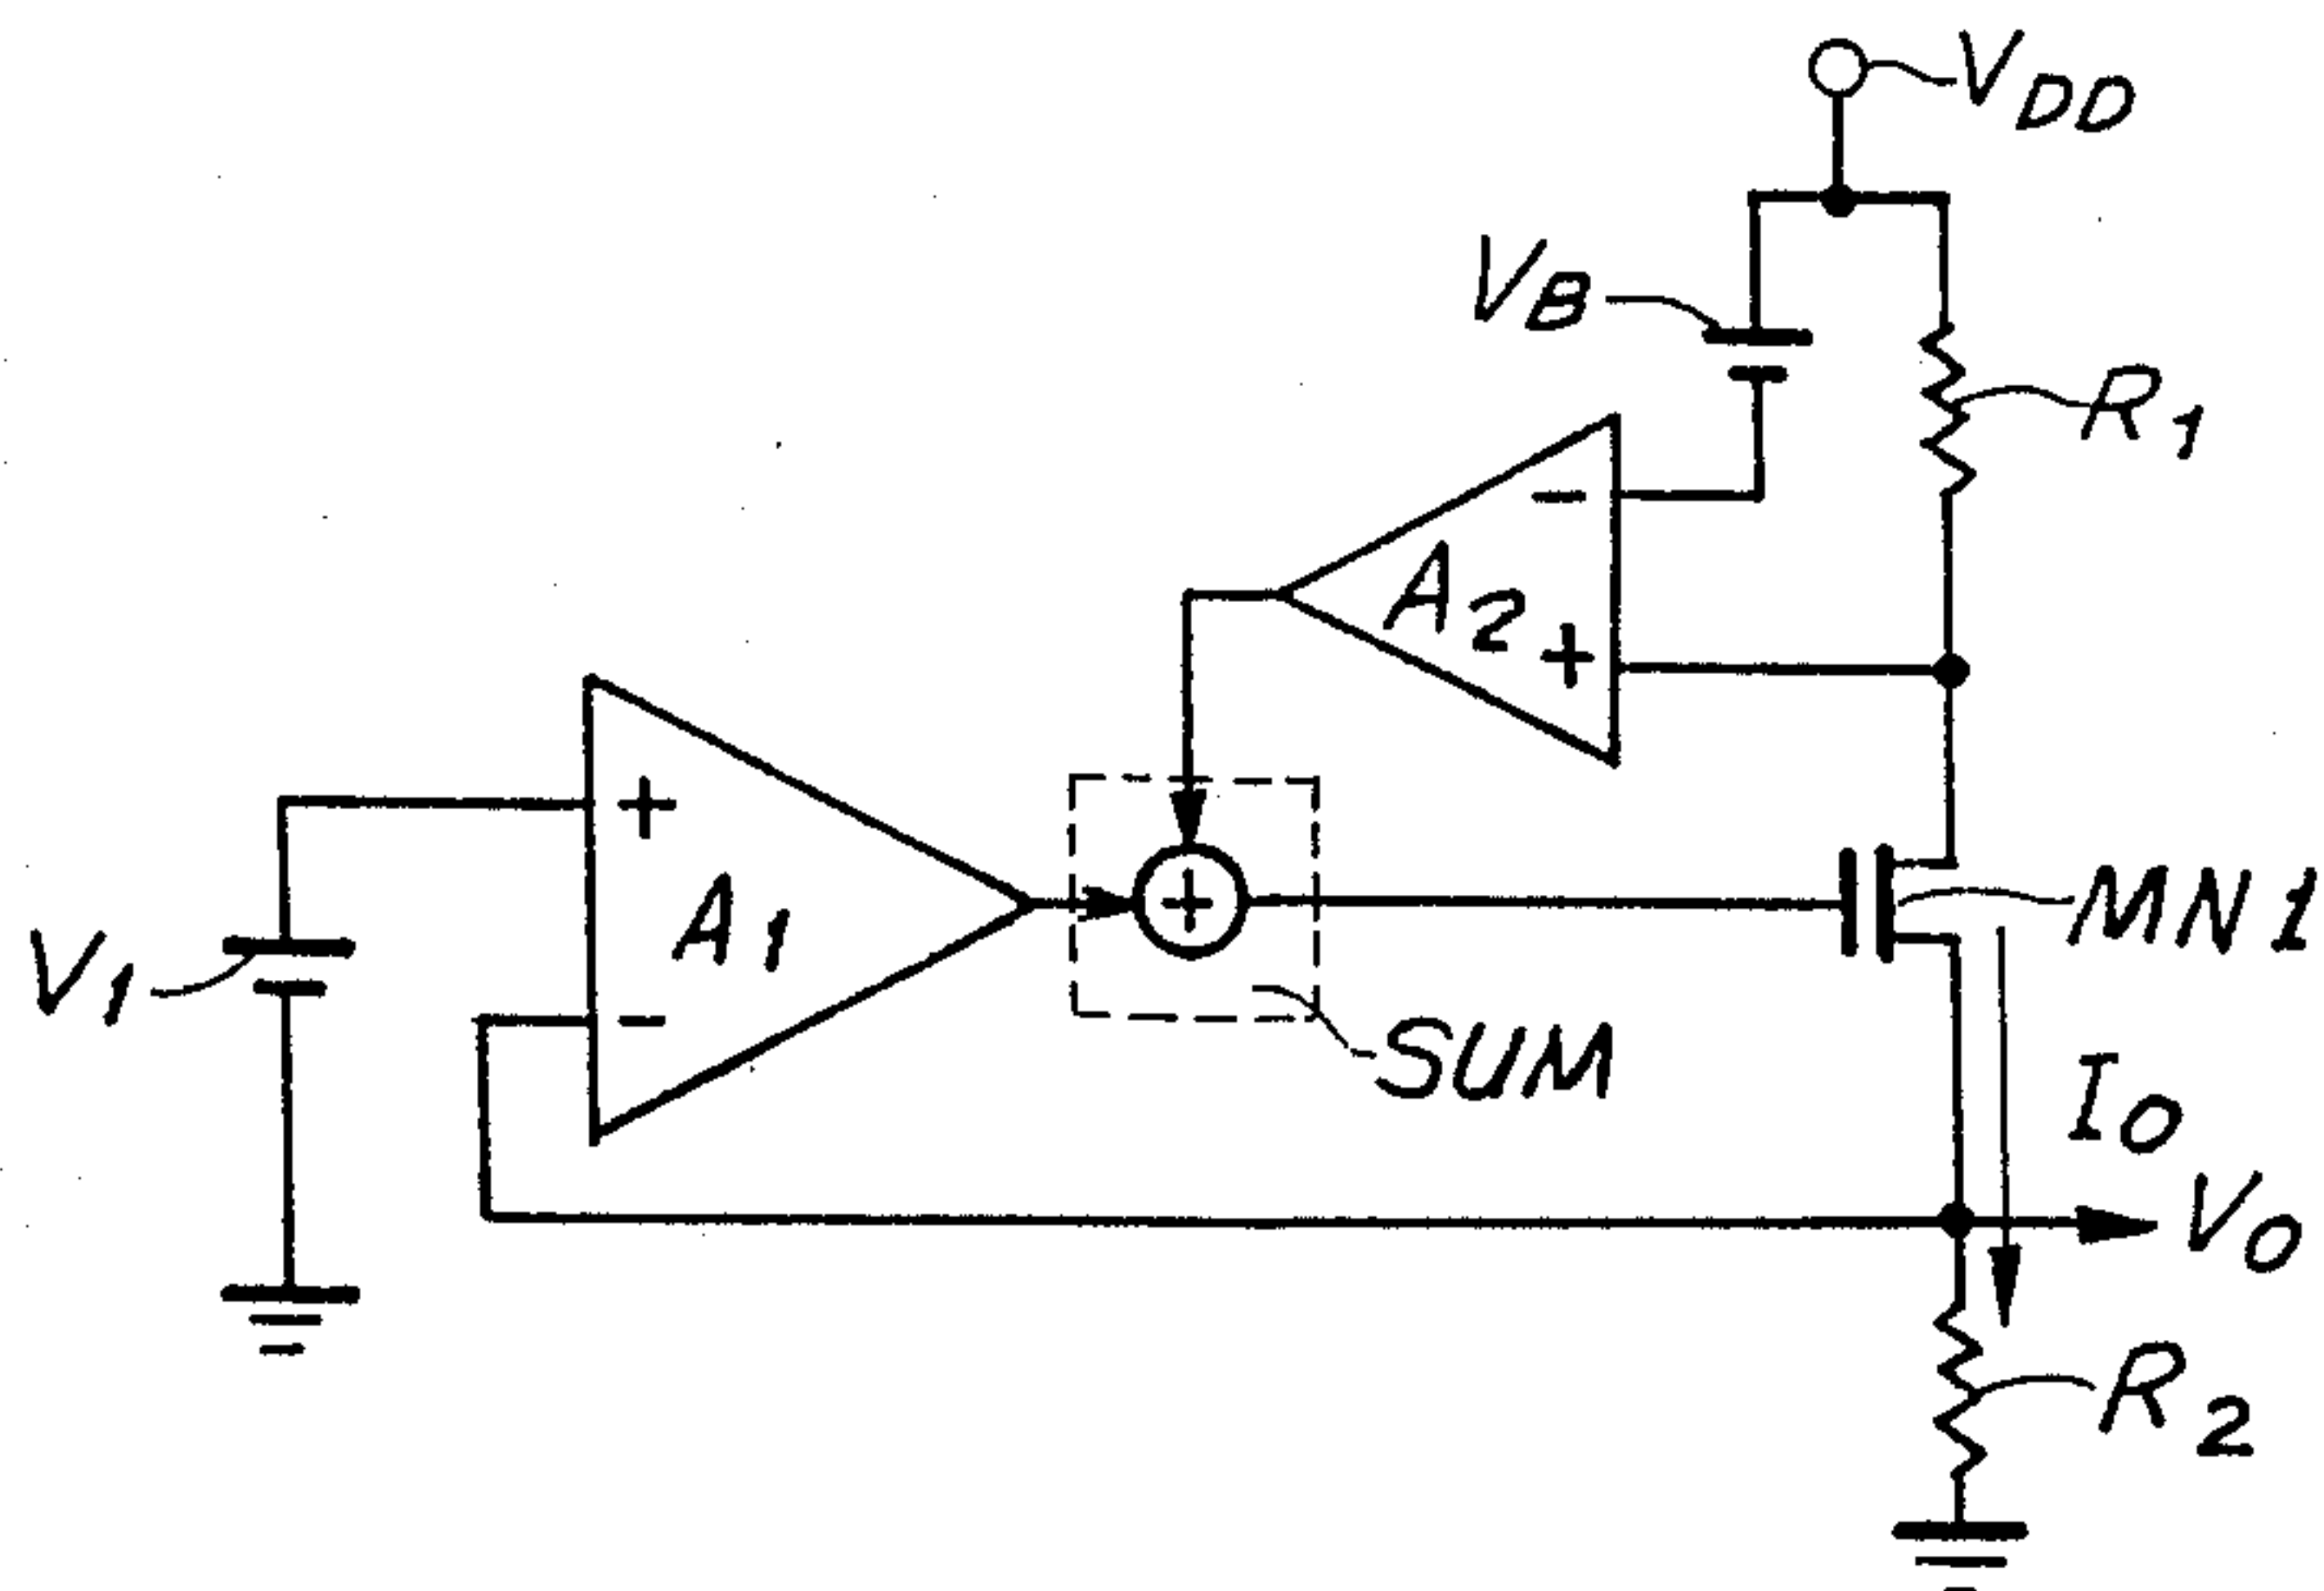 VDD
VB
R1
-
A2
+
+
A1
-
V1
+
SUM
MN1
IO
VO
R2